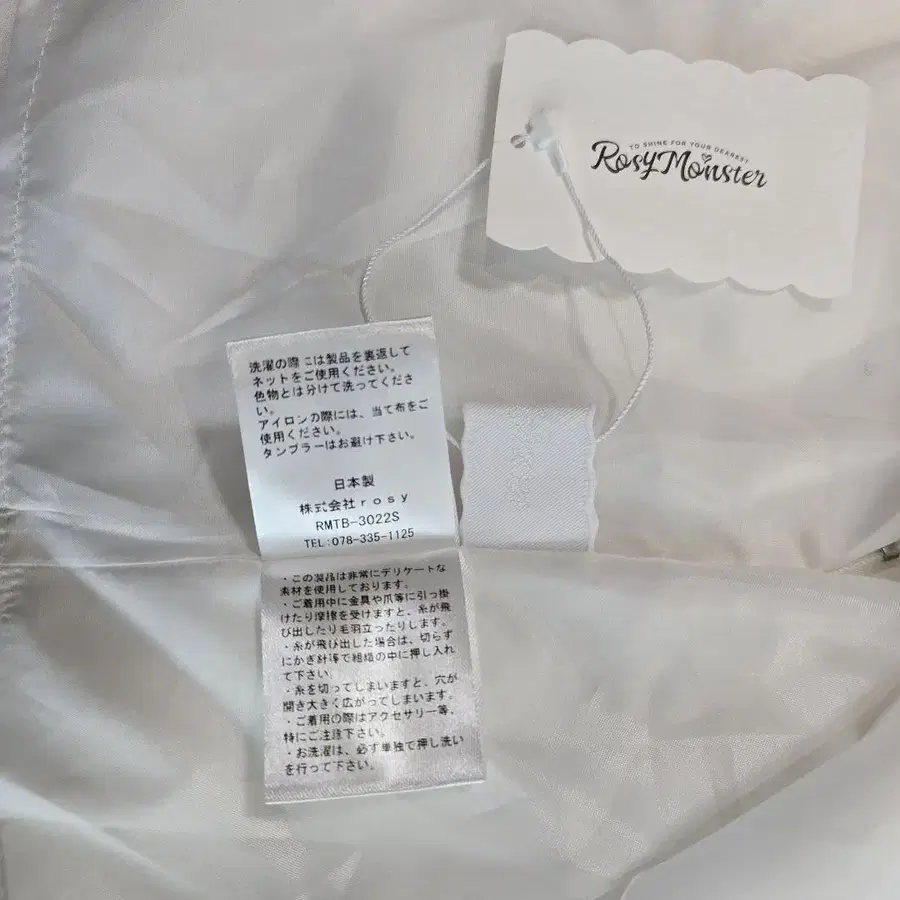 TO SHINE FOR YOUR DEAREST
RosyMonster
洗濯の際には製品を裏返して
ネットをご使用ください。
色物とは分けて洗ってくださ
い。
アイロンの際には、当て布をご
使用ください。
タンブラーはお避け下さい。
日本製
株式会社rosy
RMTB-3022S
TEL:078-335-1125
・この製品は非常にデリケートな
素材を使用しております。
・ご着用中に金具や爪等に引っ掛
けたり摩擦を受けますと、糸が飛
び出したり毛羽立ったりします。
・糸が飛び出した場合は、切らず
にかぎ針等で組織の中に押し入れ
て下さい。
・糸を切ってしまいますと、穴が
開き大きく広がってしまいます。
・ご着用の際はアクセサリー等、
特にご注意下さい。
・お洗濯は、必ず単独で押し洗い
を行って下さい。